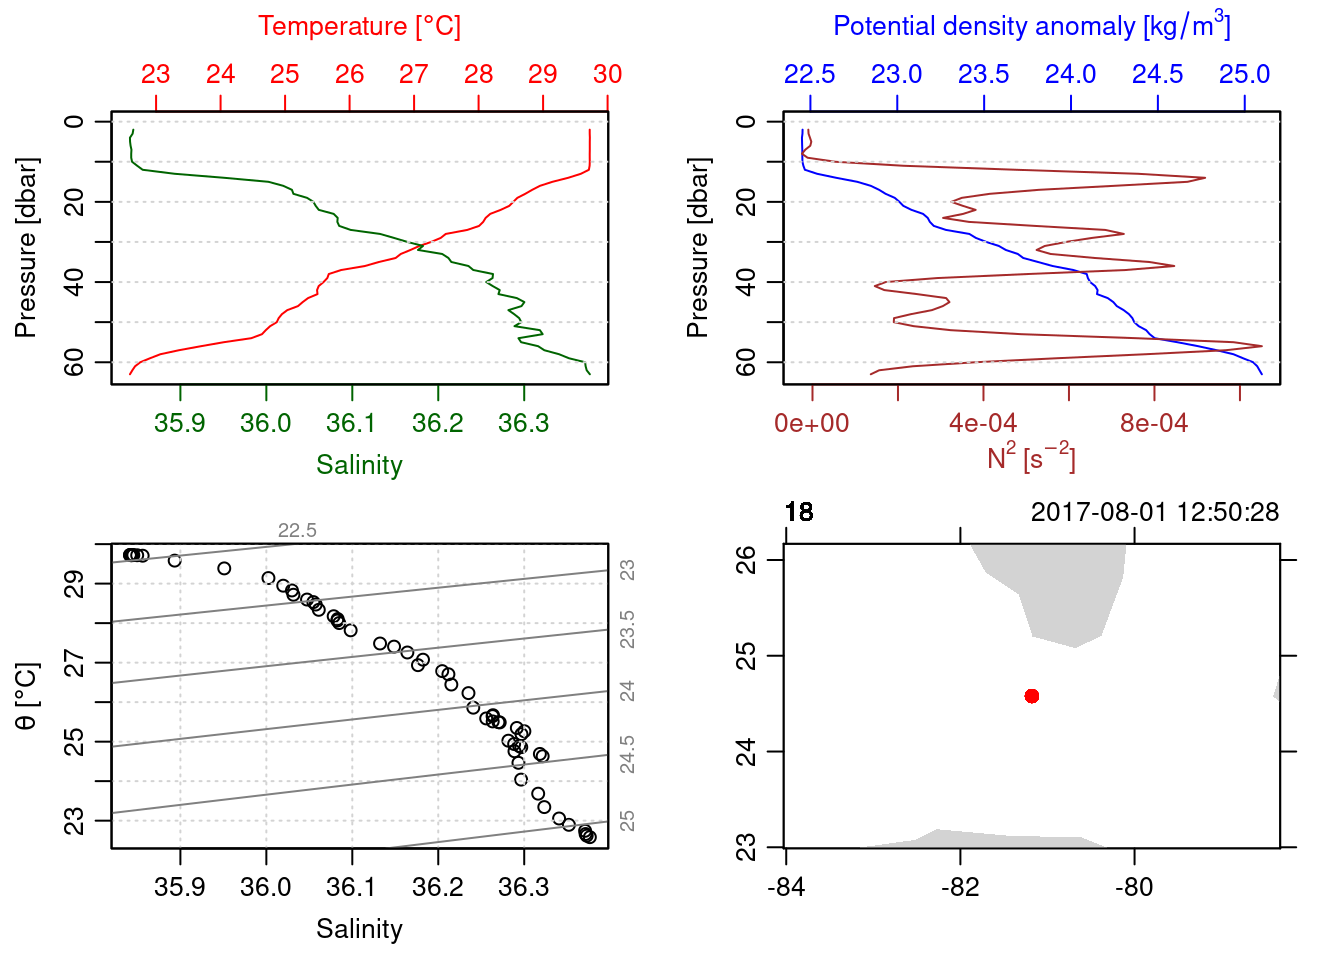 Temperature [°C]
23 24 25 26 27 28 29 30
Pressure [dbar]
0
20
40
60
35.9 36.0 36.1 36.2 36.3
Salinity
Potential density anomaly [kg/m³]
22.5 23.0 23.5 24.0 24.5 25.0
Pressure [dbar]
0
20
40
60
0e+00 4e-04 8e-04
N² [s⁻²]
22.5
θ [°C]
29
27
25
23
23
23.5
24
24.5
25
35.9 36.0 36.1 36.2 36.3
Salinity
18 2017-08-01 12:50:28
26
25
24
23
-84 -82 -80